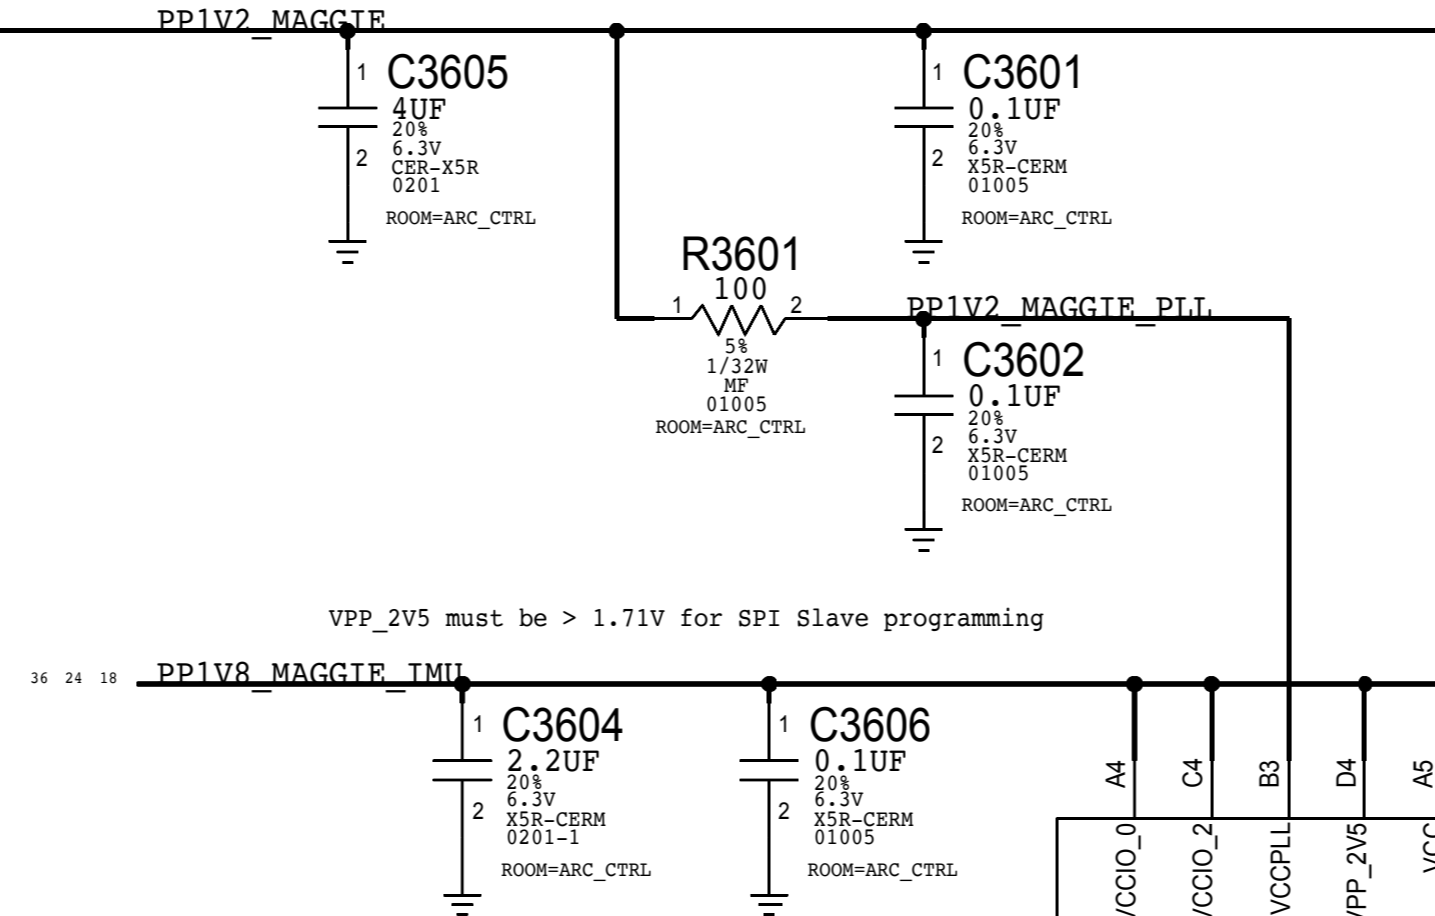 PP1V2_MAGGIE
1
C3605
4UF
20%
6.3V
2
CER-X5R
0201
ROOM=ARC_CTRL
1
C3601
0.1UF
20%
6.3V
2
X5R-CERM
01005
ROOM=ARC_CTRL
R3601
100
1
2
5%
1/32W
MF
01005
ROOM=ARC_CTRL
PP1V2_MAGGIE_PLL
1
C3602
0.1UF
20%
6.3V
2
X5R-CERM
01005
ROOM=ARC_CTRL
VPP_2V5 must be > 1.71V for SPI Slave programming
36 24 18
PP1V8_MAGGIE_IMU
1
C3604
2.2UF
20%
6.3V
2
X5R-CERM
0201-1
ROOM=ARC_CTRL
1
C3606
0.1UF
20%
6.3V
2
X5R-CERM
01005
ROOM=ARC_CTRL
A4
C4
B3
D4
A5
VCCIO_0
VCCIO_2
VCCPLL
VPP_2V5
VCC